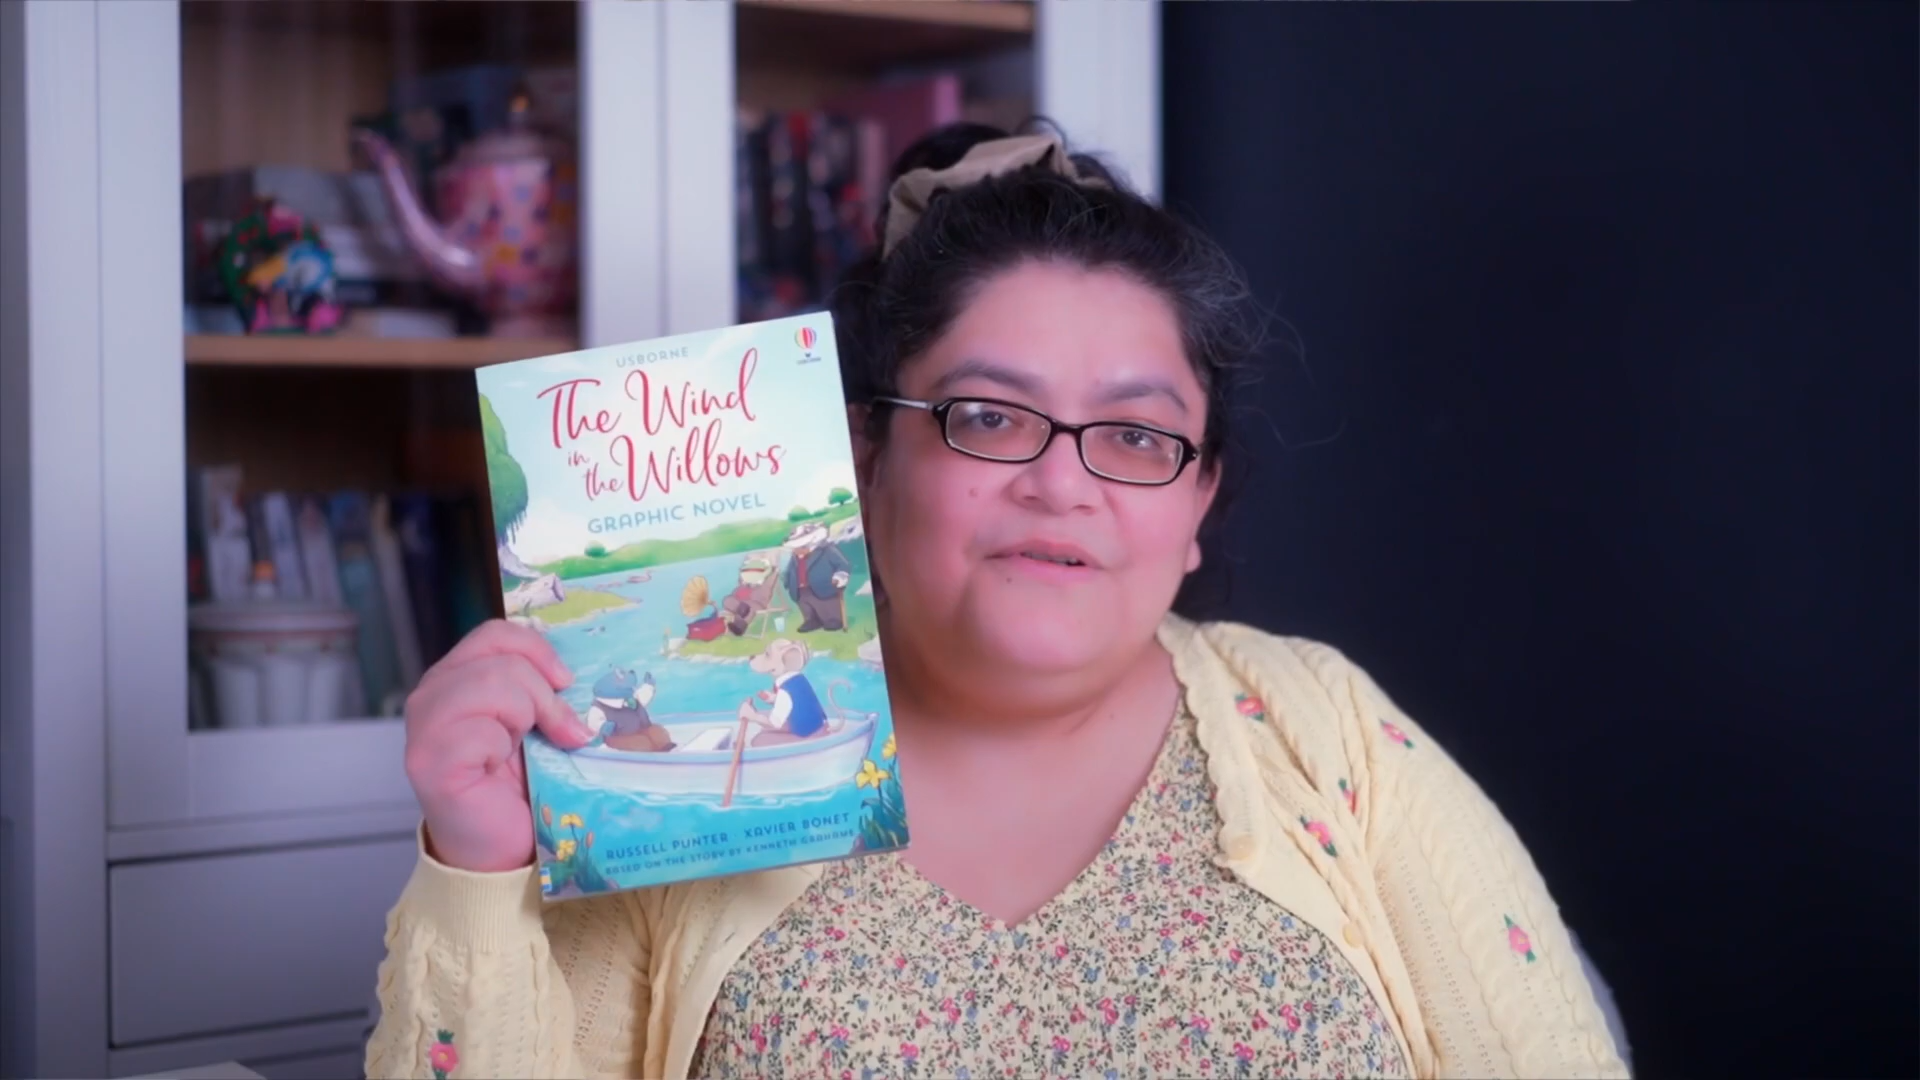 USBORNE
The Wind
in
the Willows
GRAPHIC NOVEL
RUSSELL PUNTER · XAVIER BONET
BASED ON THE STORY BY KENNETH GRAHAME